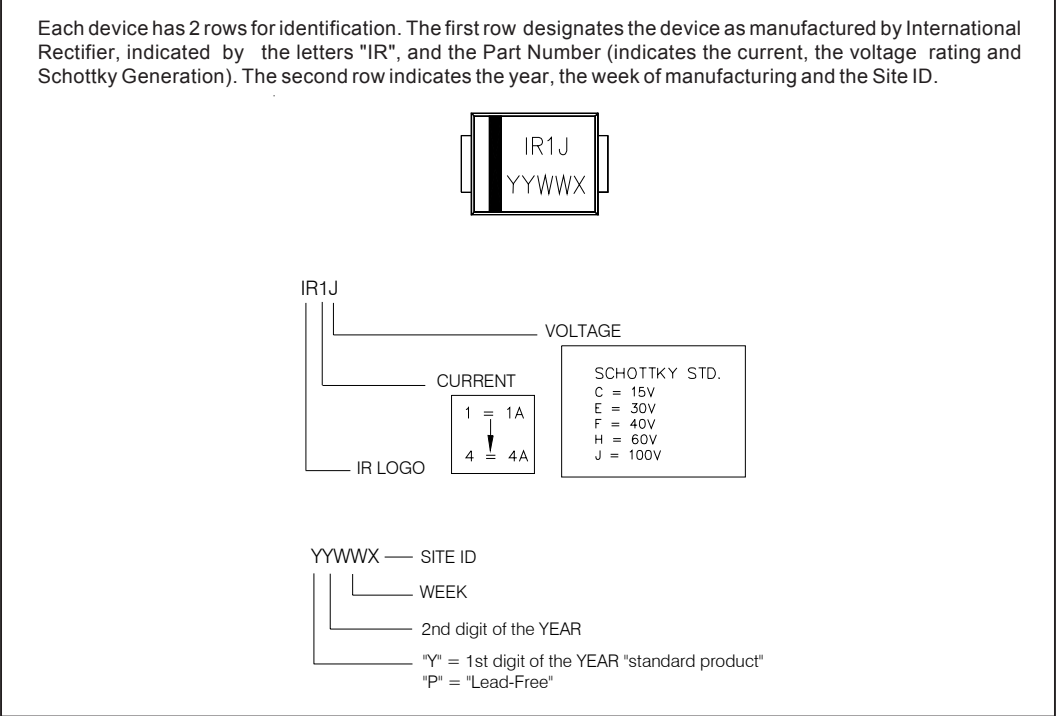 Each device has 2 rows for identification. The first row designates the device as manufactured by International
Rectifier, indicated by the letters "IR", and the Part Number (indicates the current, the voltage rating and
Schottky Generation). The second row indicates the year, the week of manufacturing and the Site ID.
IR1J
YYWWX
IR1J
VOLTAGE
SCHOTTKY STD.
C = 15V
E = 30V
F = 40V
H = 60V
J = 100V
CURRENT
1 = 1A
4 = 4A
IR LOGO
YYWWX
SITE ID
WEEK
2nd digit of the YEAR
"Y" = 1st digit of the YEAR "standard product"
"P" = "Lead-Free"